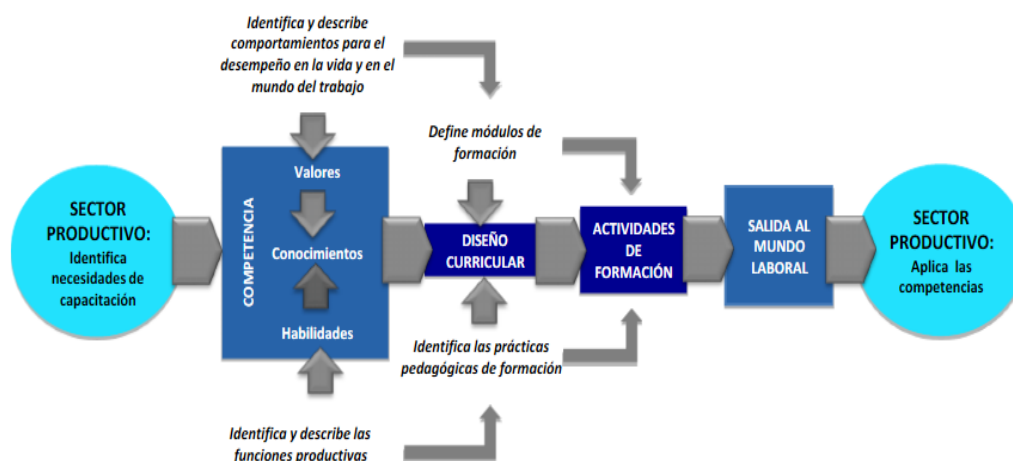 Identifica y describe
comportamientos para el
desempeño en la vida y en el
mundo del trabajo
Define módulos de
formación
SECTOR
PRODUCTIVO:
Identifica
necesidades de
capacitación
COMPETENCIA
Valores
Conocimientos
Habilidades
DISEÑO
CURRICULAR
ACTIVIDADES
DE
FORMACIÓN
SALIDA AL
MUNDO
LABORAL
SECTOR
PRODUCTIVO:
Aplica las
competencias
Identifica las prácticas
pedagógicas de formación
Identifica y describe las
funciones productivas